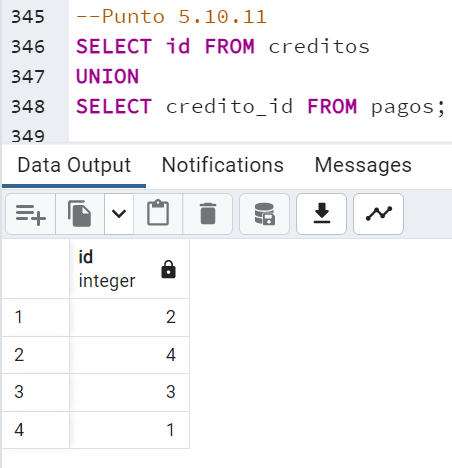 345 --Punto 5.10.11
346 SELECT id FROM creditos
347 UNION
348 SELECT credito_id FROM pagos;
349
Data Output Notifications Messages
id
integer
1 2
2 4
3 3
4 1